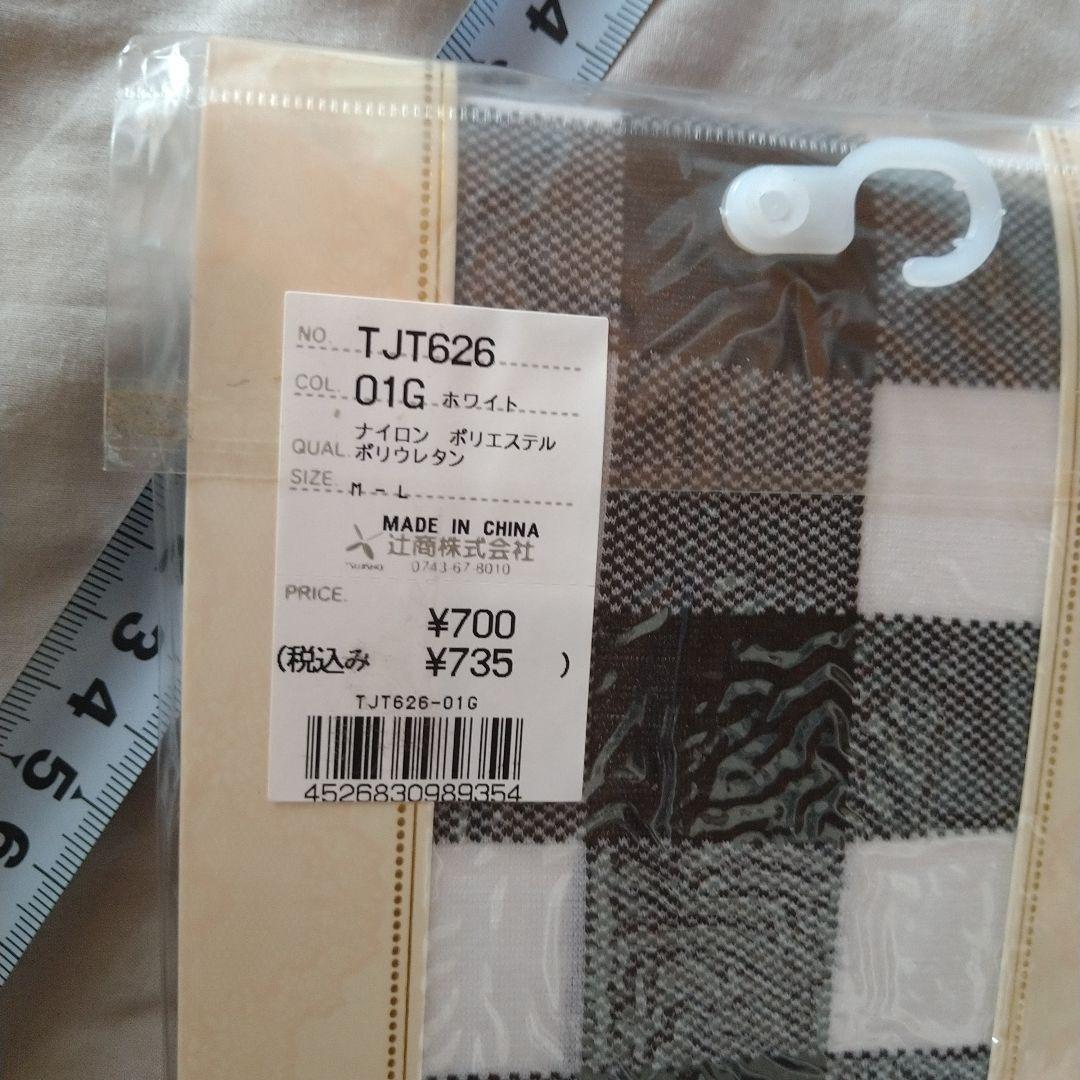 4
NO. TJT626
COL. 01G ホワイト
QUAL. ナイロン ポリエステル
ポリウレタン
SIZE. M-L
MADE IN CHINA
辻商株式会社
TSUJISHO 0743-67-8010
PRICE.
¥700
(税込み ¥735 )
TJT626-01G
4526830989354
3
4
5
6